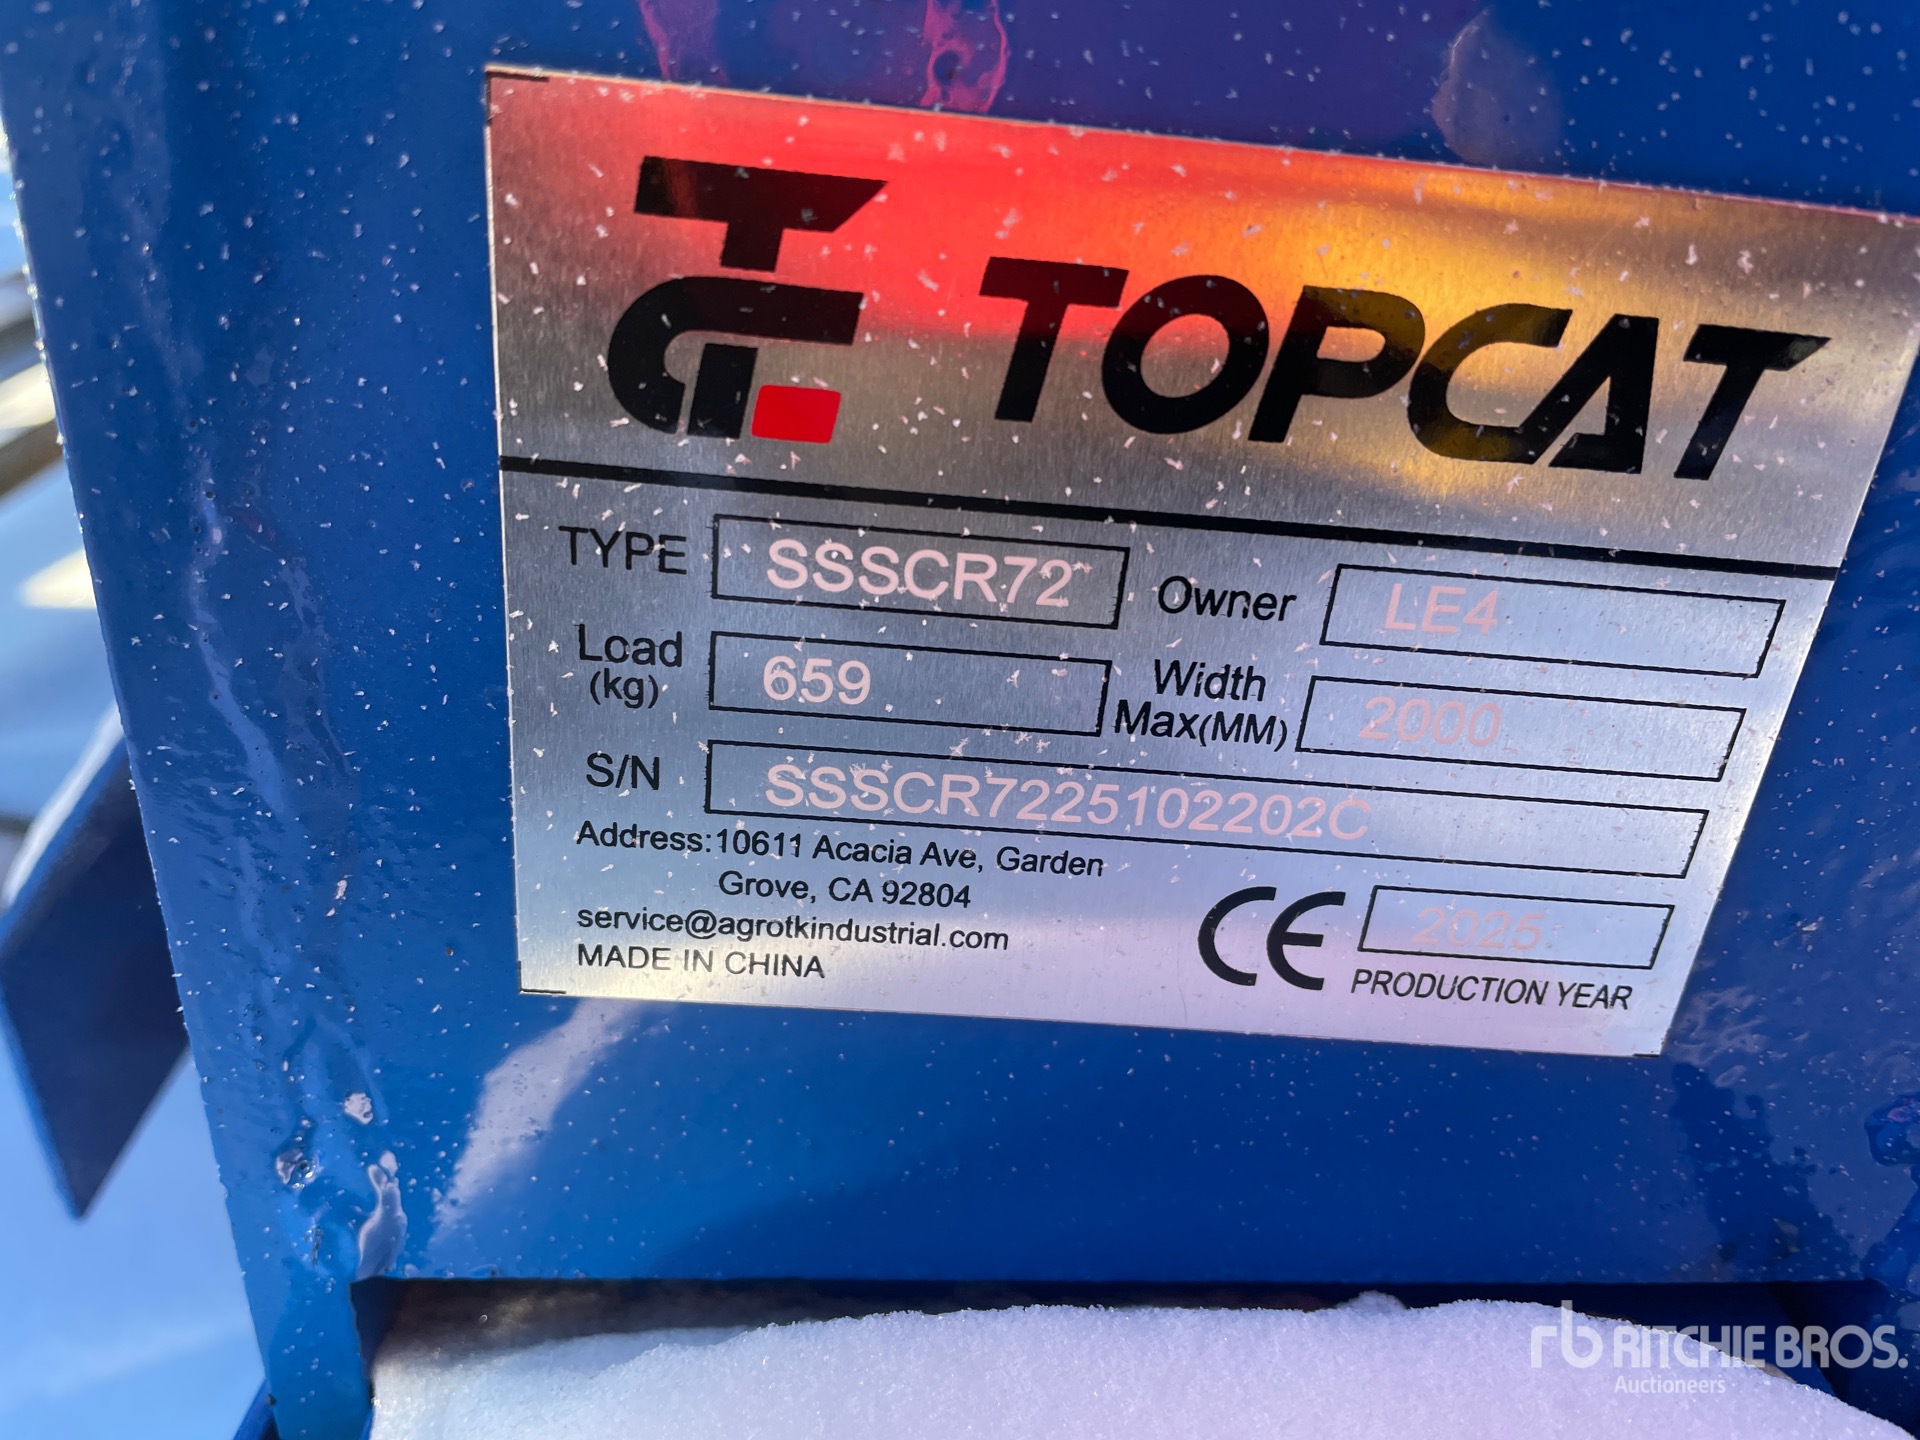 TOPCAT
TYPE SSSCR72 Owner LE4
Load (kg) 659 Width Max(MM) 2000
S/N SSSCR7225102202C
Address:10611 Acacia Ave, Garden
Grove, CA 92804
service@agrotkindustrial.com
MADE IN CHINA
CE 2025
PRODUCTION YEAR
rb RITCHIE BROS.
Auctioneers